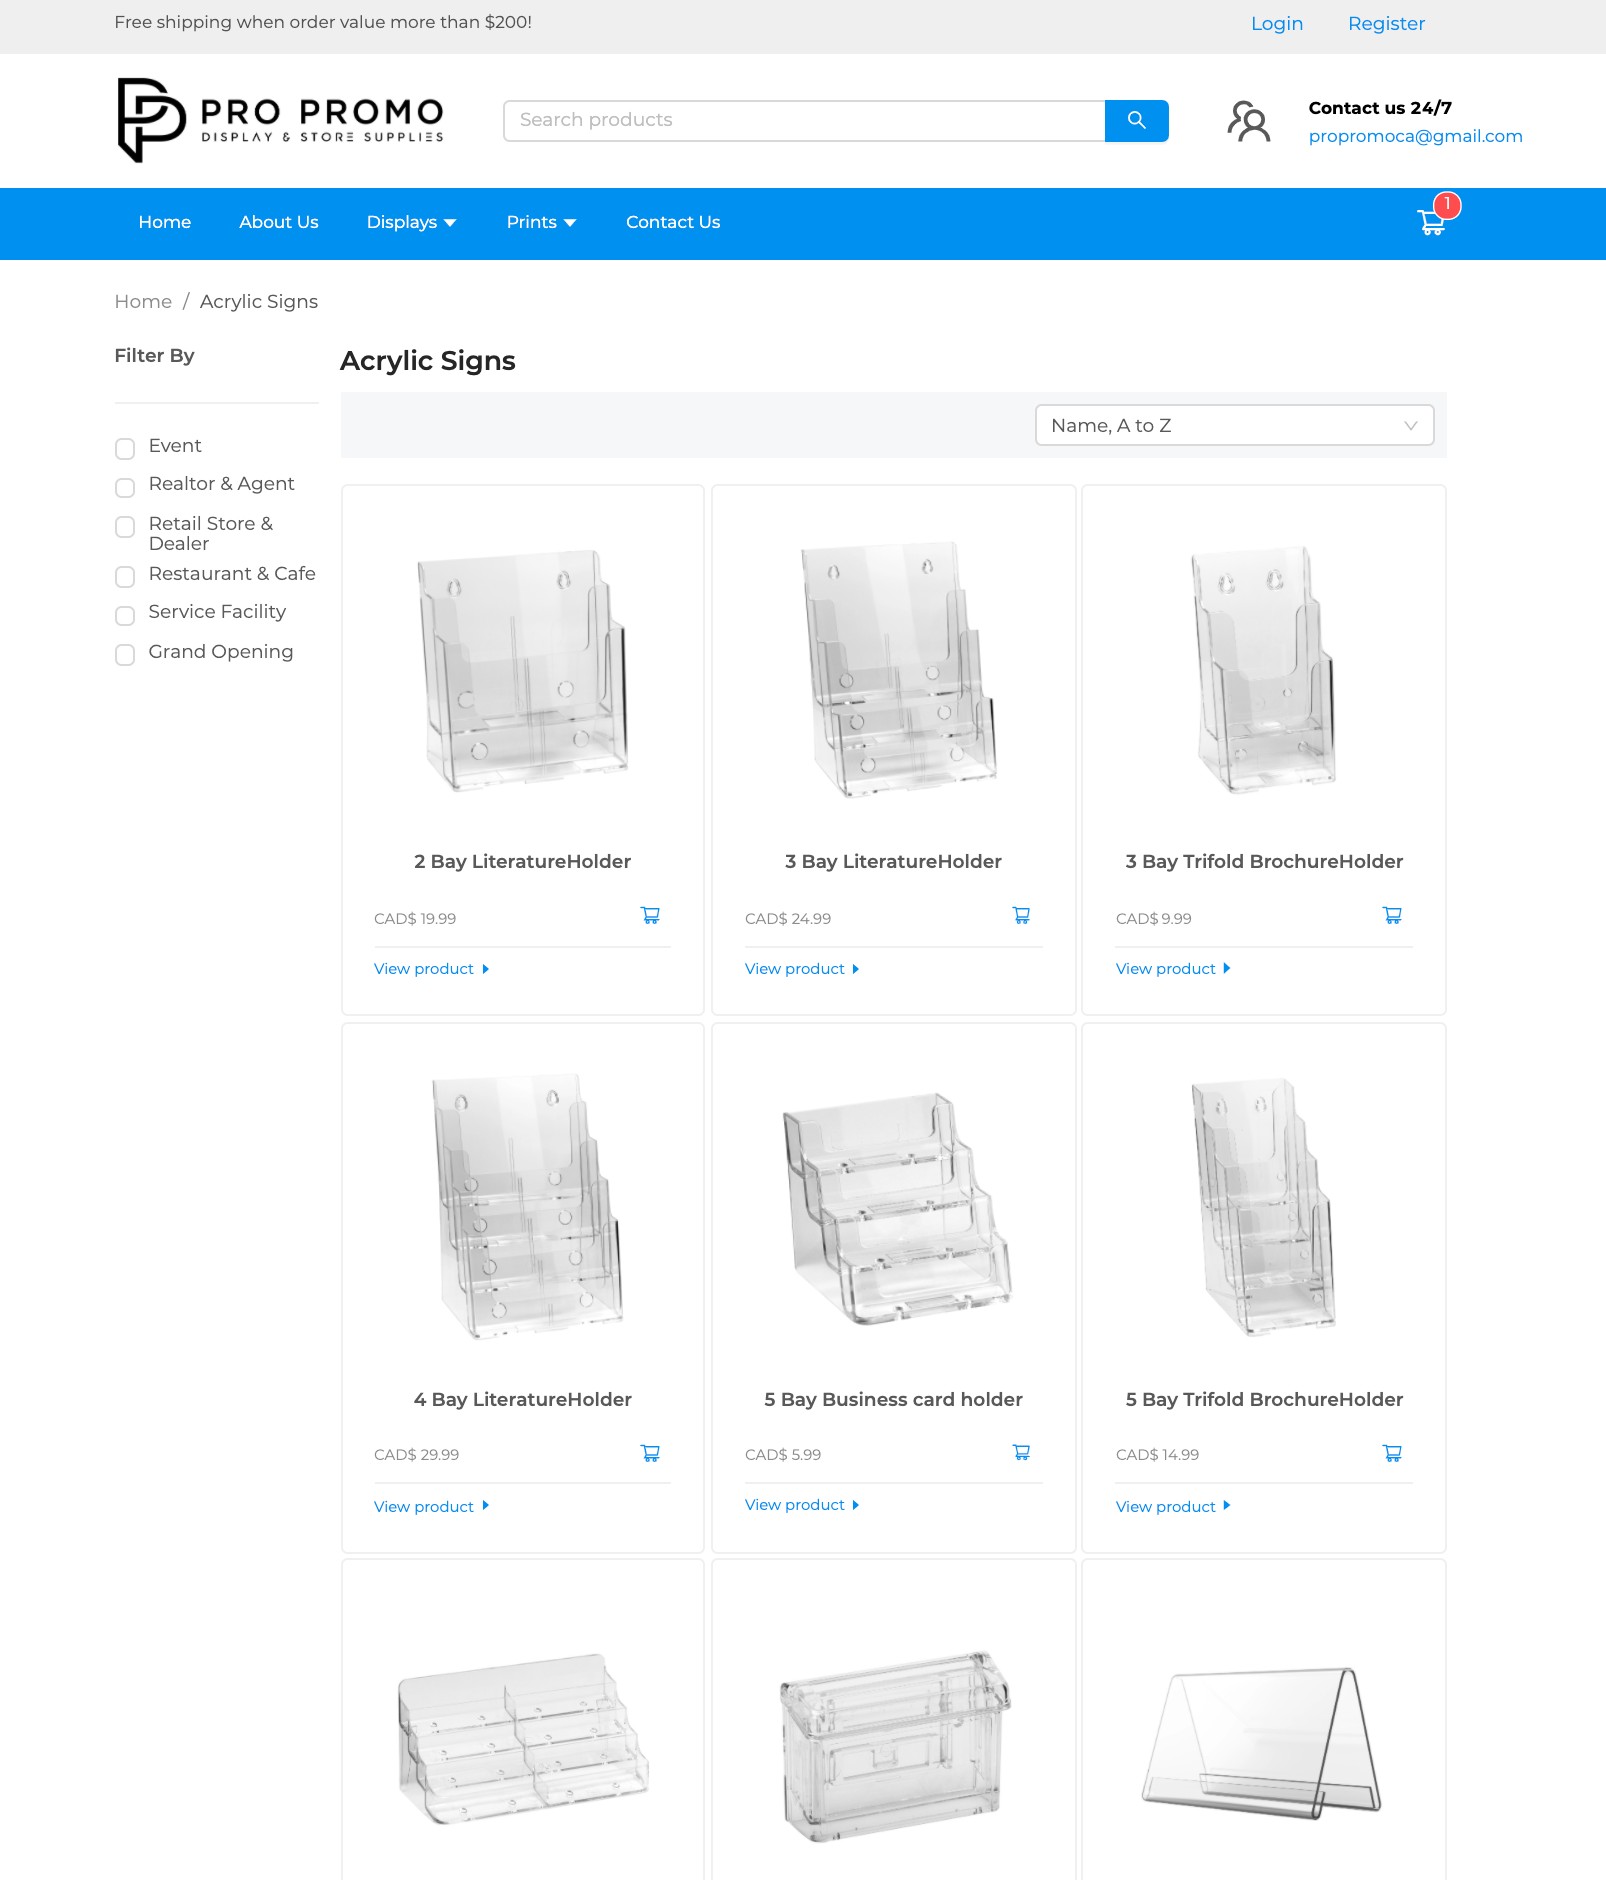 Free shipping when order value more than $200!
Login
Register
PRO PROMO
DISPLAY & STORE SUPPLIES
Search products
Contact us 24/7
propromoca@gmail.com
Home
About Us
Displays
Prints
Contact Us
1
Home / Acrylic Signs
Filter By
Event
Realtor & Agent
Retail Store &
Dealer
Restaurant & Cafe
Service Facility
Grand Opening
Acrylic Signs
Name, A to Z
2 Bay LiteratureHolder
CAD$ 19.99
View product
3 Bay LiteratureHolder
CAD$ 24.99
View product
3 Bay Trifold BrochureHolder
CAD$ 9.99
View product
4 Bay LiteratureHolder
CAD$ 29.99
View product
5 Bay Business card holder
CAD$ 5.99
View product
5 Bay Trifold BrochureHolder
CAD$ 14.99
View product